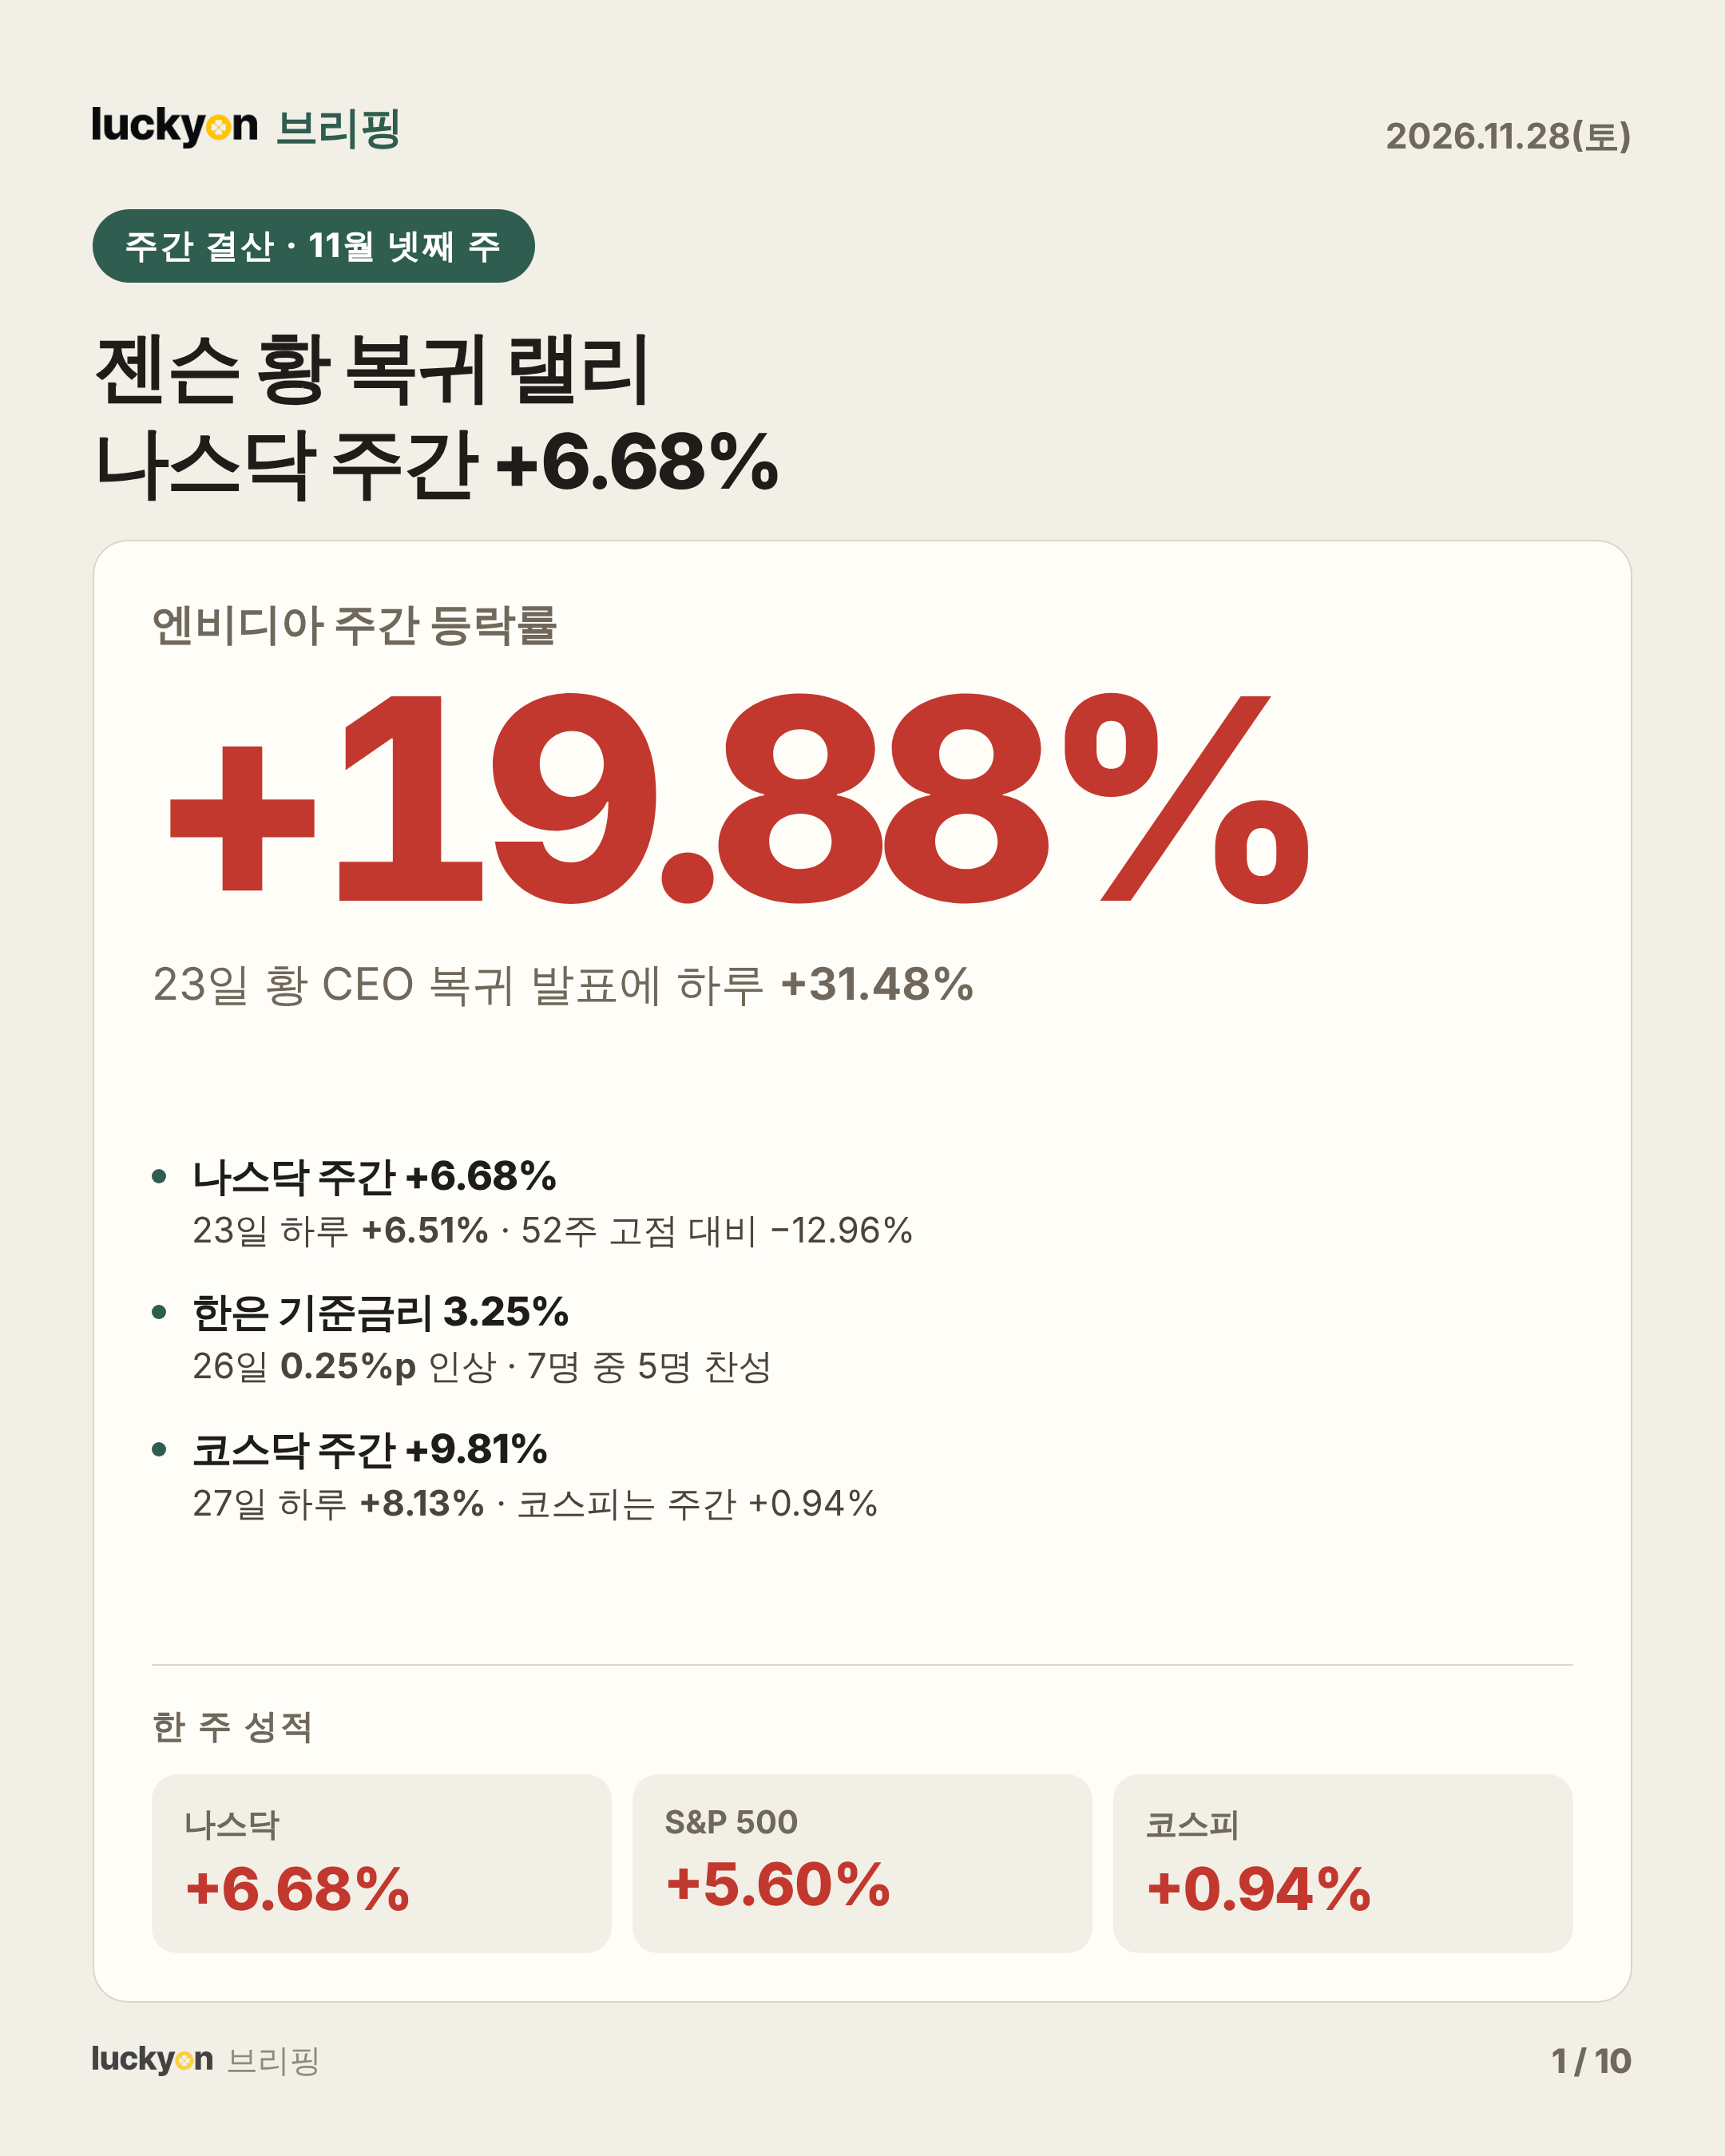 luckyon 브리핑
2026.11.28(토)
주간 결산 · 11월 넷째 주
젠슨 황 복귀 랠리
나스닥 주간 +6.68%
엔비디아 주간 등락률
+19.88%
23일 황 CEO 복귀 발표에 하루 +31.48%
• 나스닥 주간 +6.68%
23일 하루 +6.51% · 52주 고점 대비 −12.96%
• 한은 기준금리 3.25%
26일 0.25%p 인상 · 7명 중 5명 찬성
• 코스닥 주간 +9.81%
27일 하루 +8.13% · 코스피는 주간 +0.94%
한 주 성적
나스닥
+6.68%
S&P 500
+5.60%
코스피
+0.94%
luckyon 브리핑
1 / 10